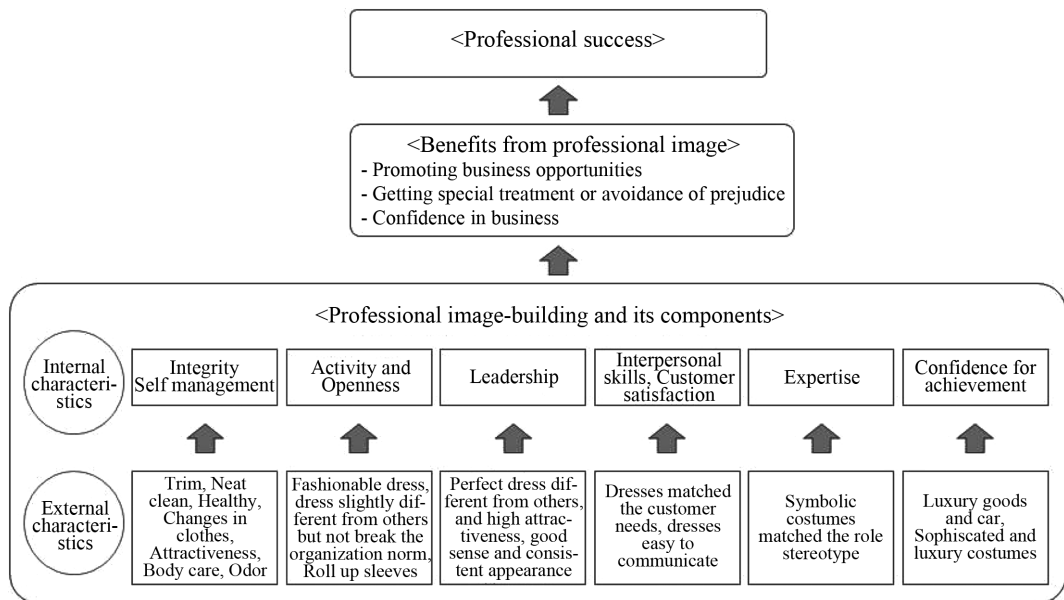 <Professional success>
<Benefits from professional image>
- Promoting business opportunities
- Getting special treatment or avoidance of prejudice
- Confidence in business
<Professional image-building and its components>
Internal
characteri-
stics
Integrity
Self management
Activity and
Openness
Leadership
Interpersonal
skills, Customer
satisfaction
Expertise
Confidence for
achievement
External
characteri-
stics
Trim, Neat
clean, Healthy,
Changes in
clothes,
Attractiveness,
Body care, Odor
Fashionable dress,
dress slightly dif-
ferent from others
but not break the
organization norm,
Roll up sleeves
Perfect dress dif-
ferent from others,
and high attrac-
tiveness, good
sense and consis-
tent appearance
Dresses matched
the customer
needs, dresses
easy to
communicate
Symbolic
costumes
matched the role
stereotype
Luxury goods
and car,
Sophiscated and
luxury costumes